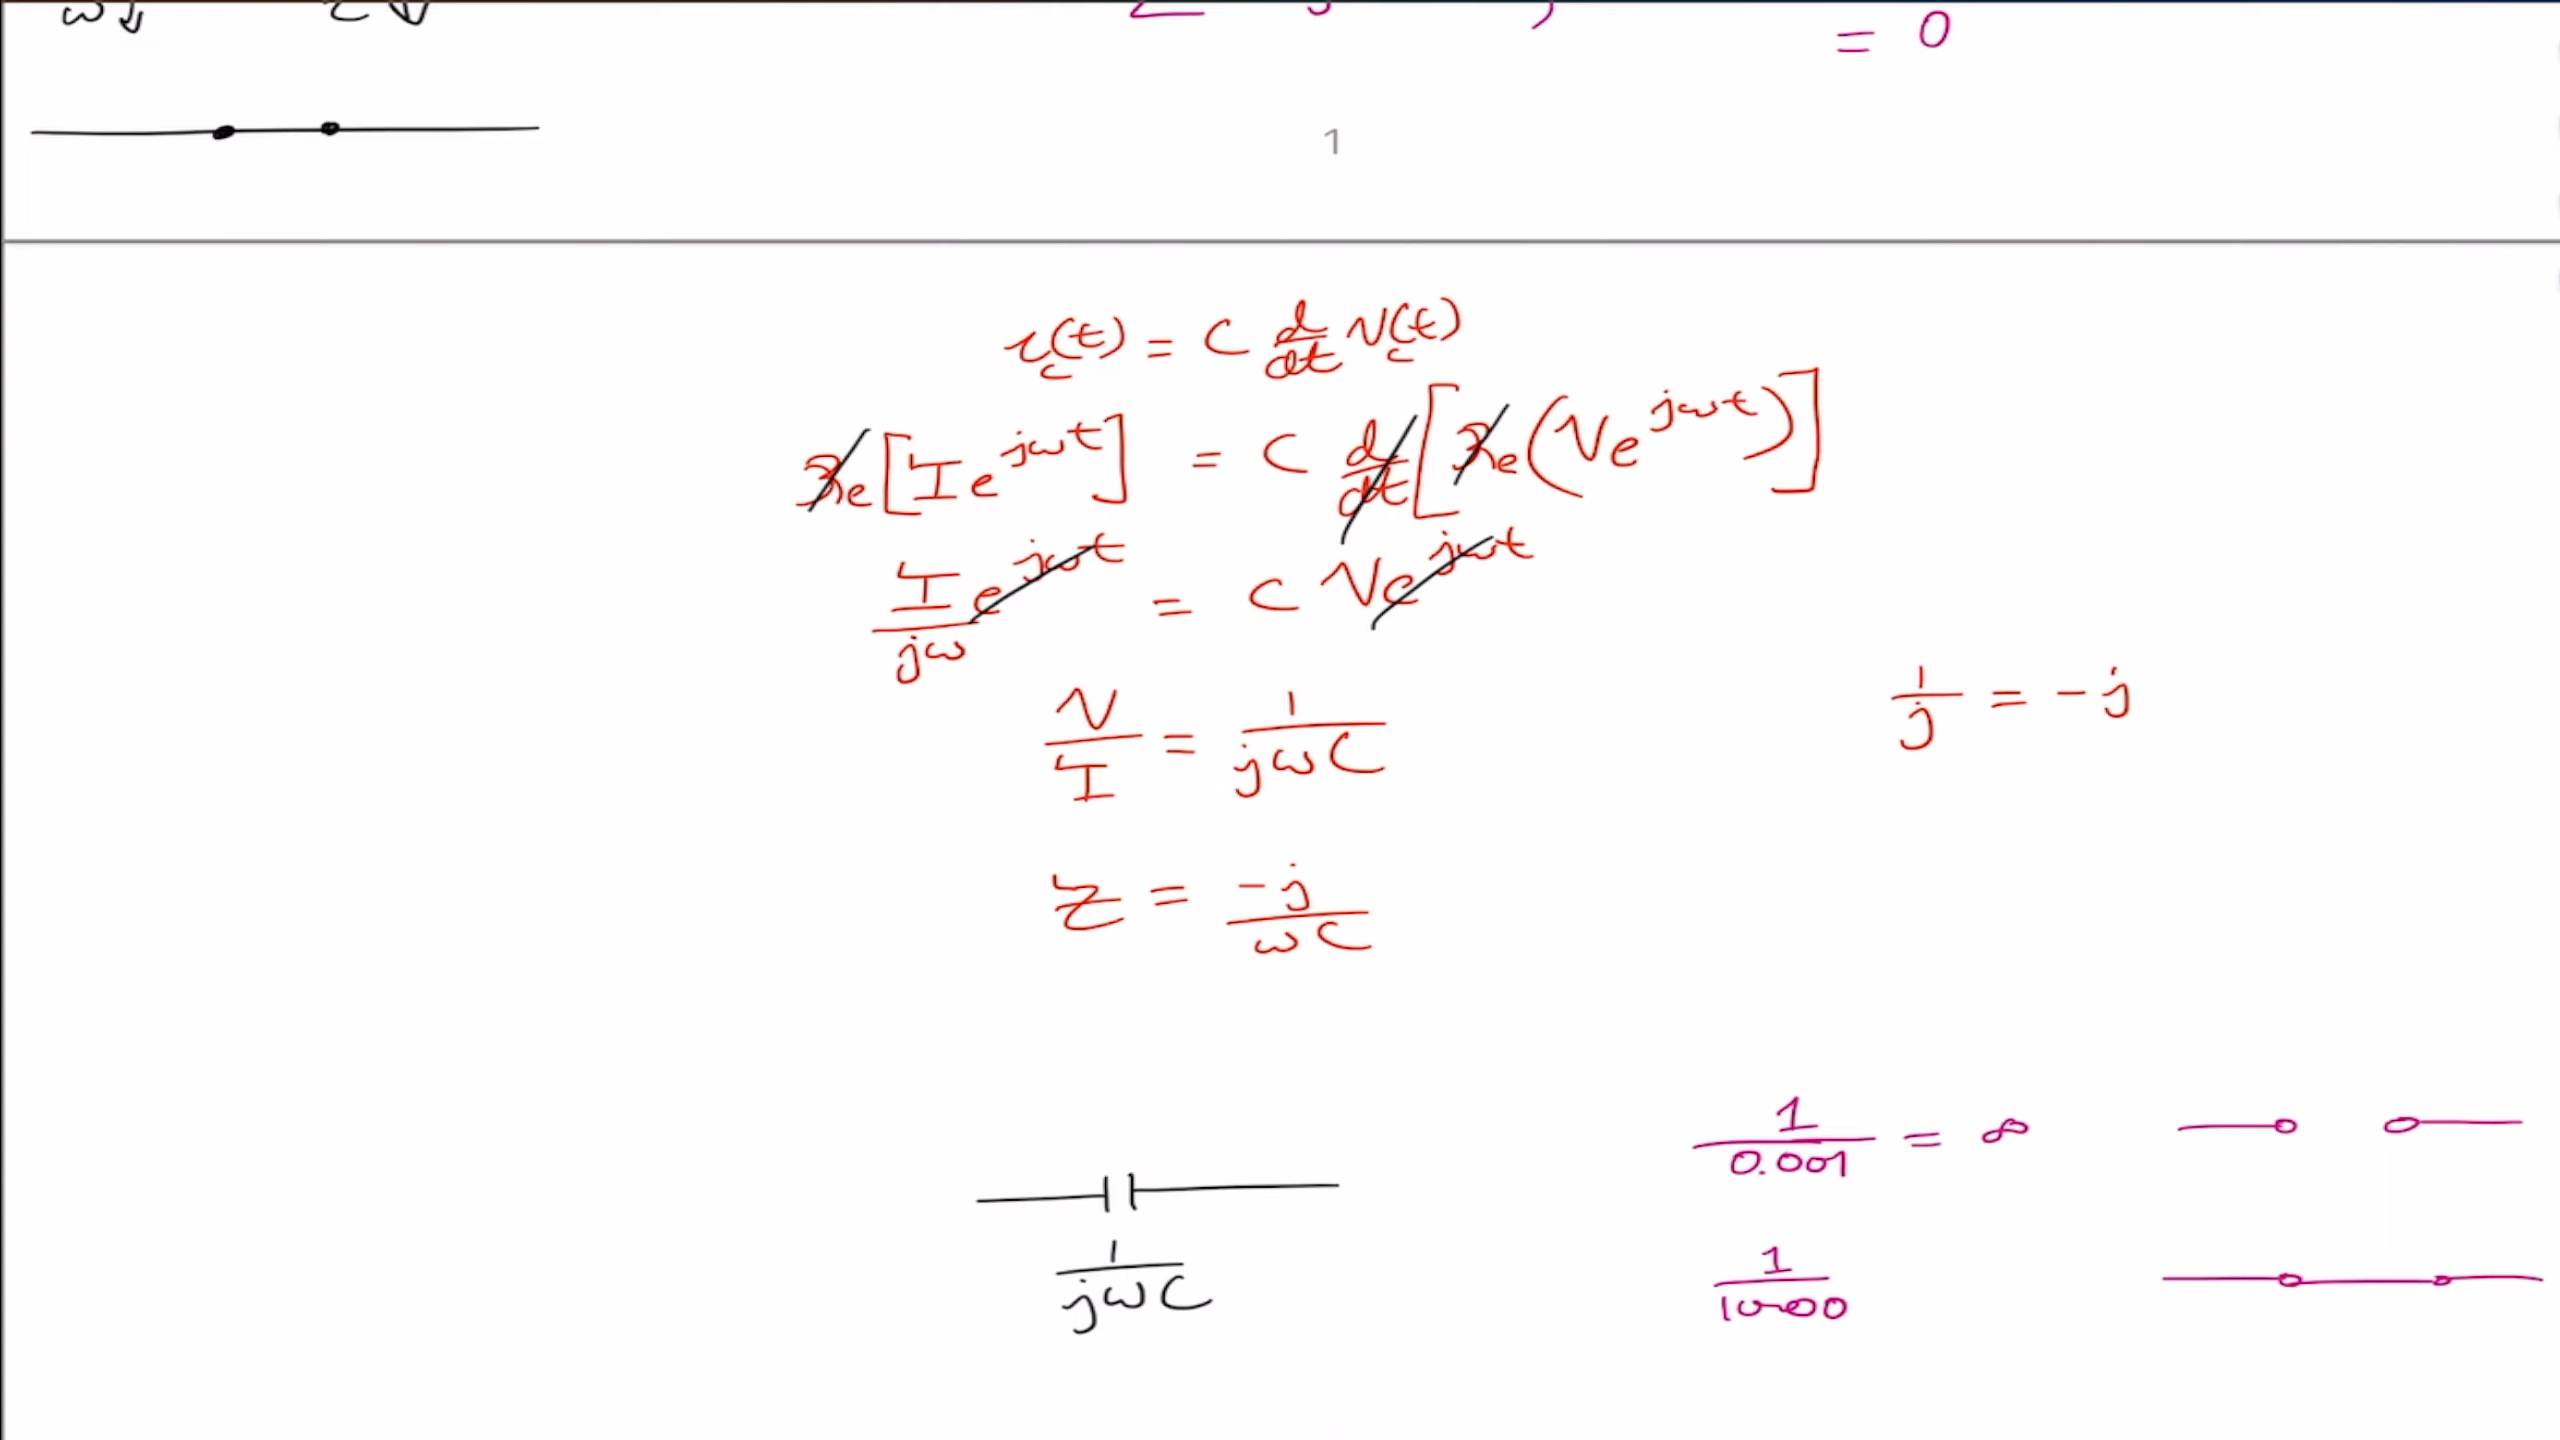 ω↓ Z↓
= 0
1
i_c(t) = C d/dt V_c(t)
Re[I e^{jωt}] = C d/dt [Re(V e^{jωt})]
I/jω e^{jωt} = C V e^{jωt}
V/I = 1/jωC
1/j = -j
Z = -j/ωC
1/0.001 = ∞
1/jωC
1/10000